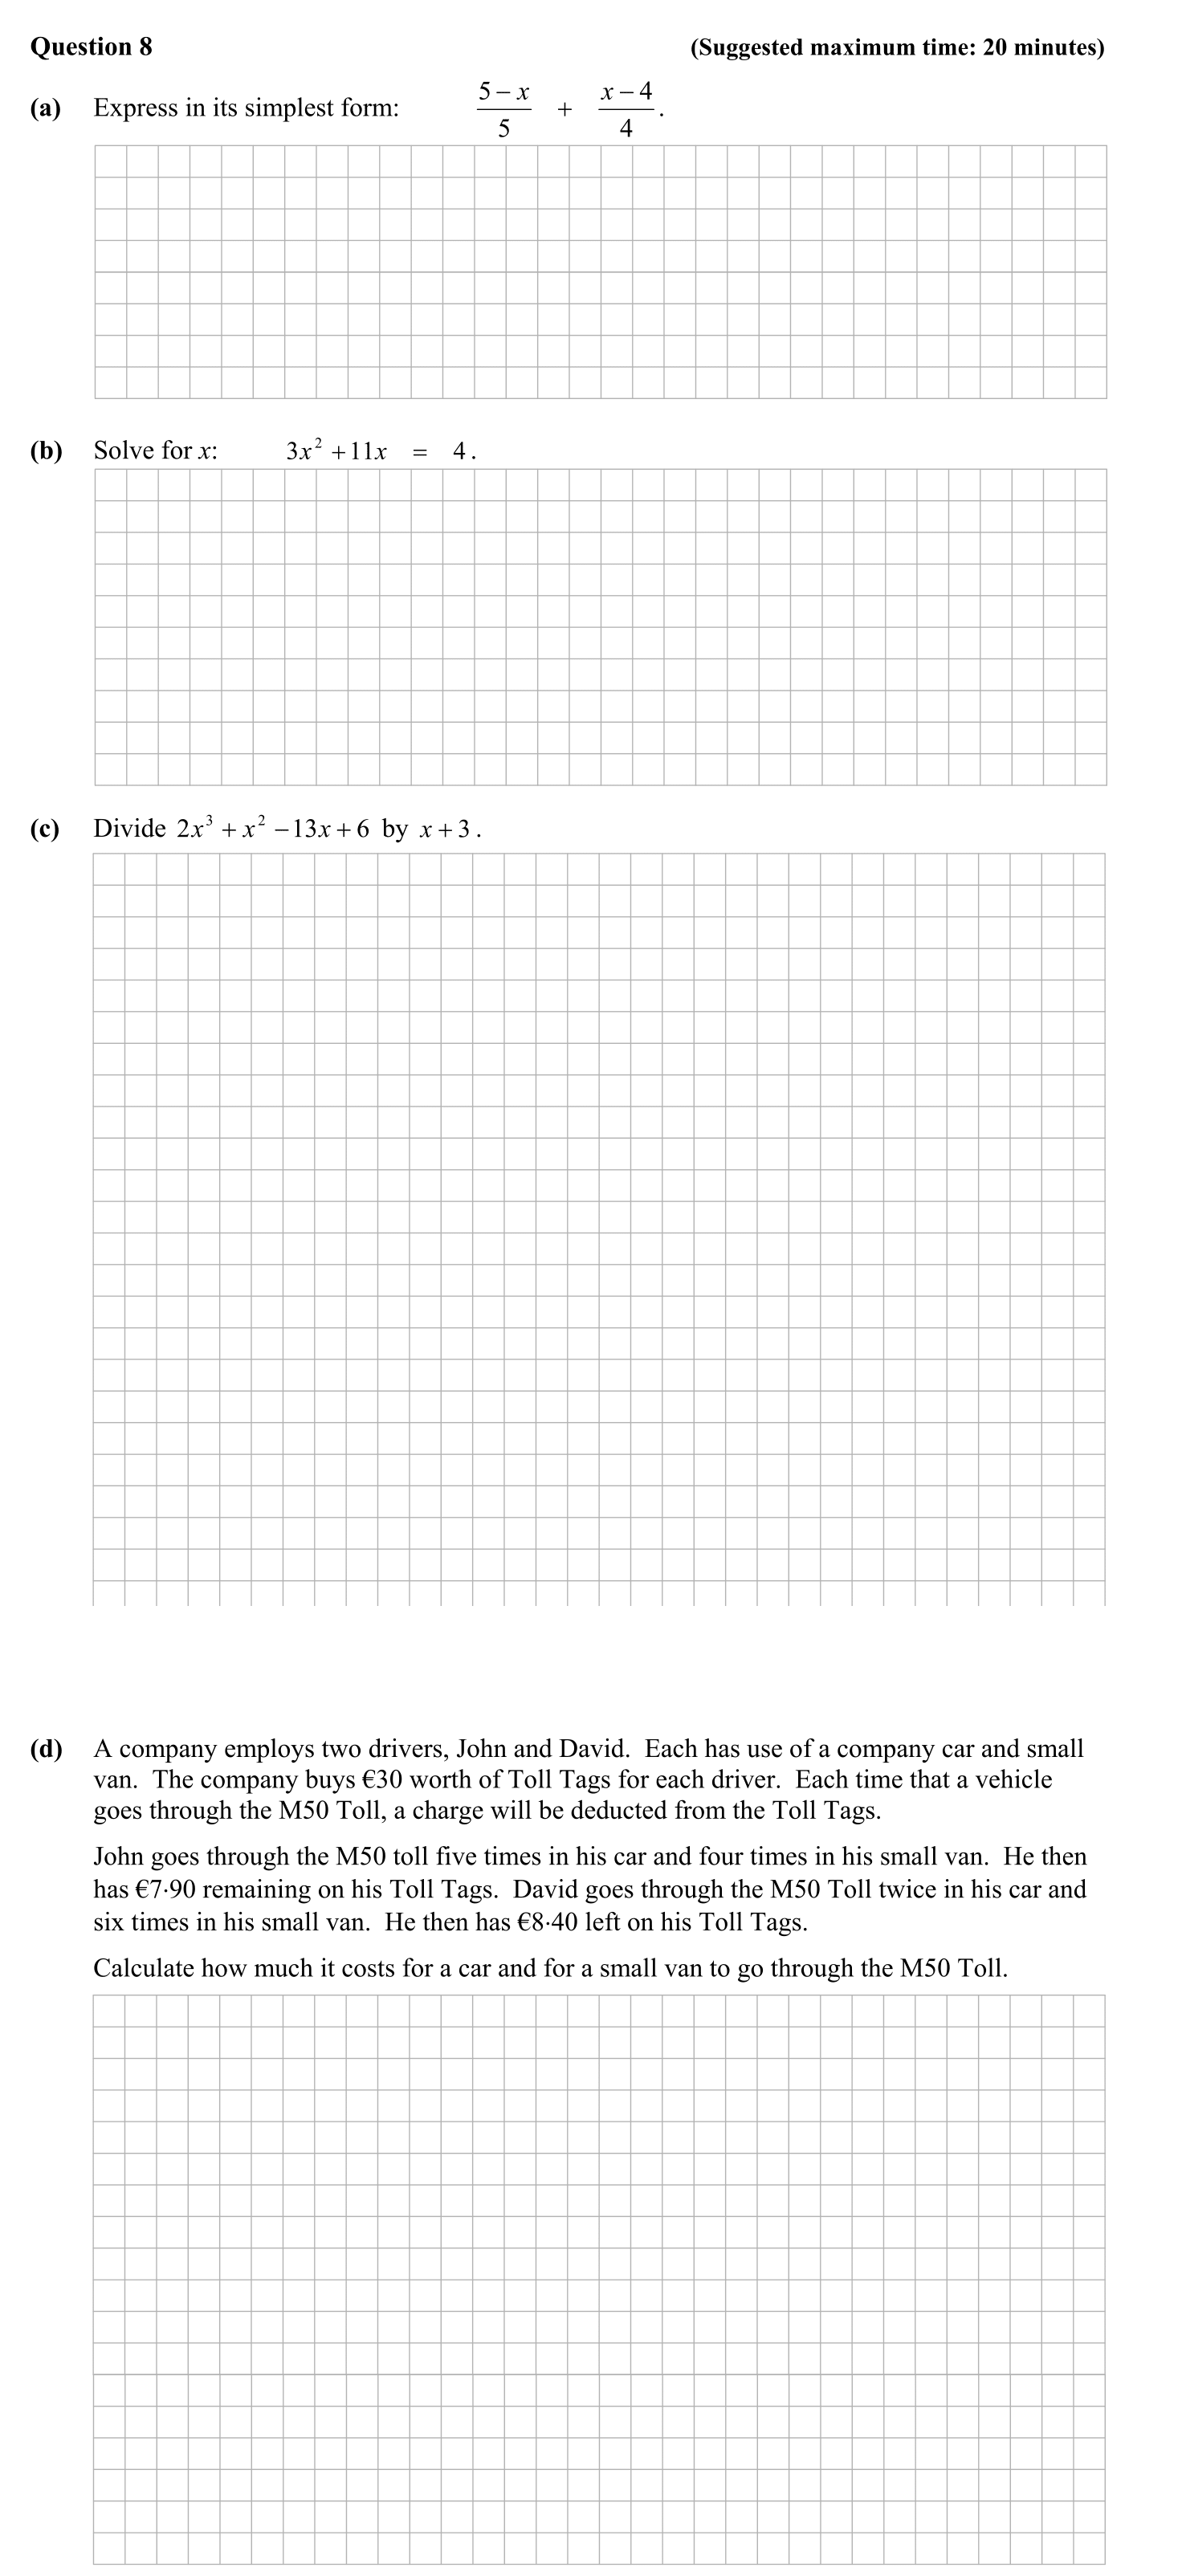 Question 8 (Suggested maximum time: 20 minutes)
(a) Express in its simplest form: (5 − x)/5 + (x − 4)/4 .
(b) Solve for x: 3x² +11x = 4 .
(c) Divide 2x³ + x² −13x + 6 by x + 3 .
(d) A company employs two drivers, John and David. Each has use of a company car and small
van. The company buys €30 worth of Toll Tags for each driver. Each time that a vehicle
goes through the M50 Toll, a charge will be deducted from the Toll Tags.
John goes through the M50 toll five times in his car and four times in his small van. He then
has €7·90 remaining on his Toll Tags. David goes through the M50 Toll twice in his car and
six times in his small van. He then has €8·40 left on his Toll Tags.
Calculate how much it costs for a car and for a small van to go through the M50 Toll.